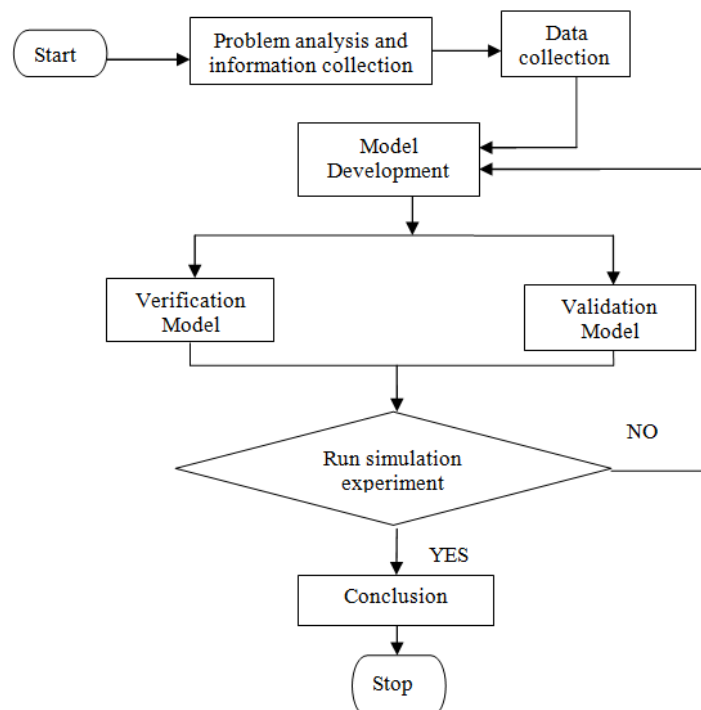 Start
Problem analysis and
information collection
Data
collection
Model
Development
Verification
Model
Validation
Model
Run simulation
experiment
NO
YES
Conclusion
Stop